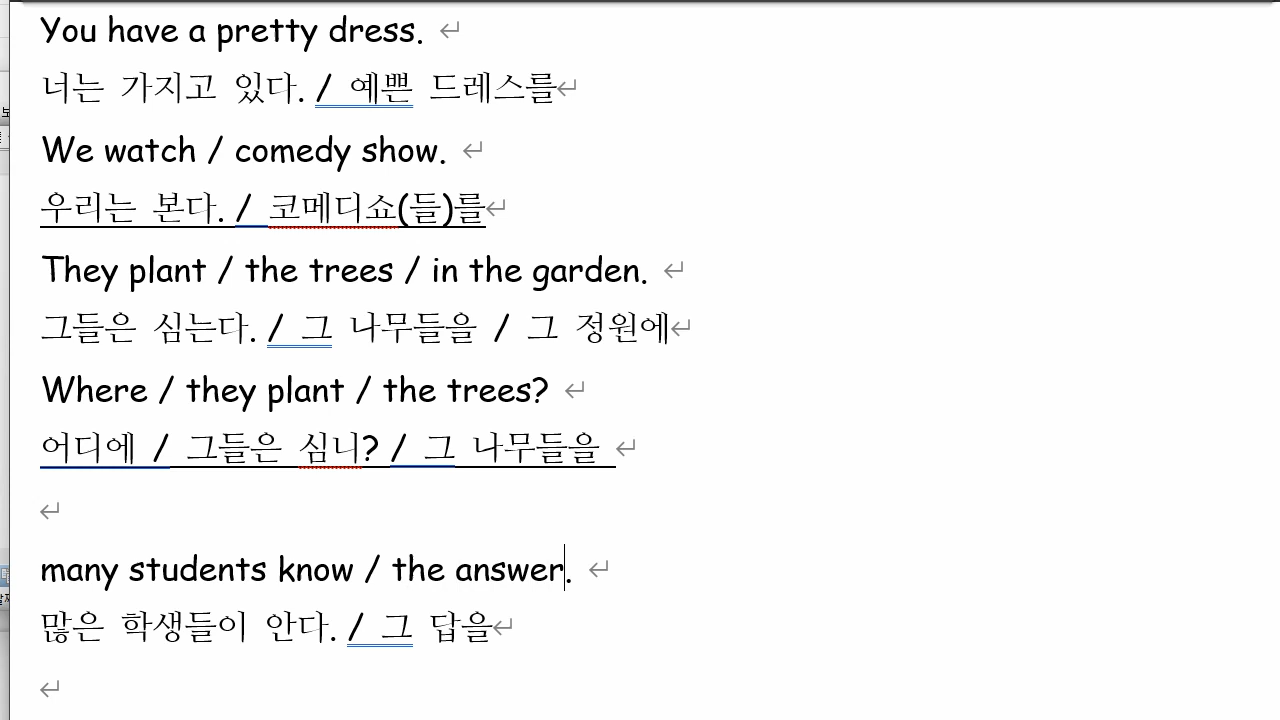 You have a pretty dress.
너는 가지고 있다. / 예쁜 드레스를
We watch / comedy show.
우리는 본다. / 코메디쇼(들)를
They plant / the trees / in the garden.
그들은 심는다. / 그 나무들을 / 그 정원에
Where / they plant / the trees?
어디에 / 그들은 심니? / 그 나무들을
many students know / the answer.
많은 학생들이 안다. / 그 답을